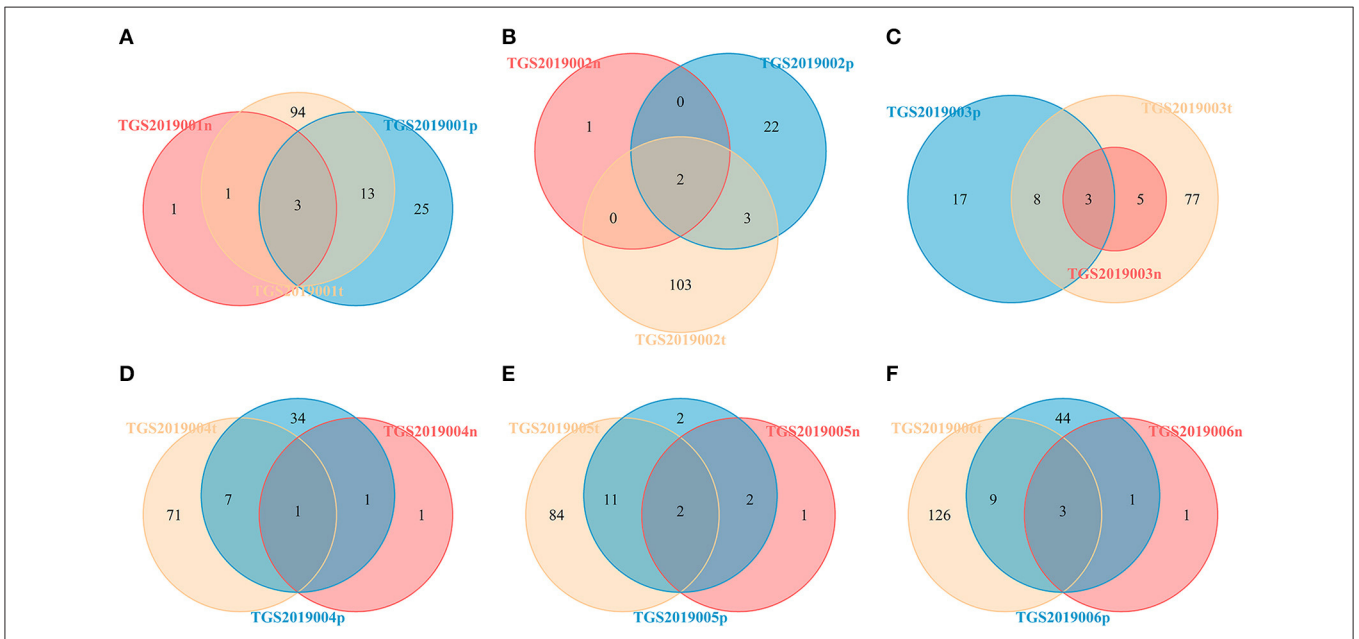 A
TGS2019001n
94
TGS2019001p
1
1
3
13
25
TGS2019001t
B
TGS2019002n
TGS2019002p
0
1
22
2
0
3
103
TGS2019002t
C
TGS2019003p
TGS2019003t
17
8
3
5
77
TGS2019003n
D
TGS2019004t
34
TGS2019004n
71
7
1
1
1
TGS2019004p
E
TGS2019005t
2
TGS2019005n
84
11
2
2
1
TGS2019005p
F
TGS2019006t
44
TGS2019006n
126
9
3
1
1
TGS2019006p